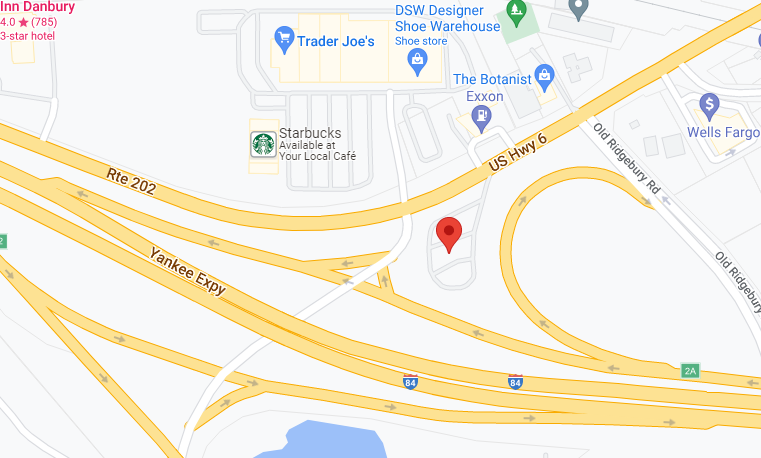 Inn Danbury
4.0 ★ (785)
3-star hotel
DSW Designer
Shoe Warehouse
Shoe store
Trader Joe's
The Botanist
Exxon
$
Wells Fargo
Starbucks
Available at
Your Local Café
US Hwy 6
Old Ridgebury Rd
Rte 202
Old Ridgebury
2
Yankee Expy
84
84
2A